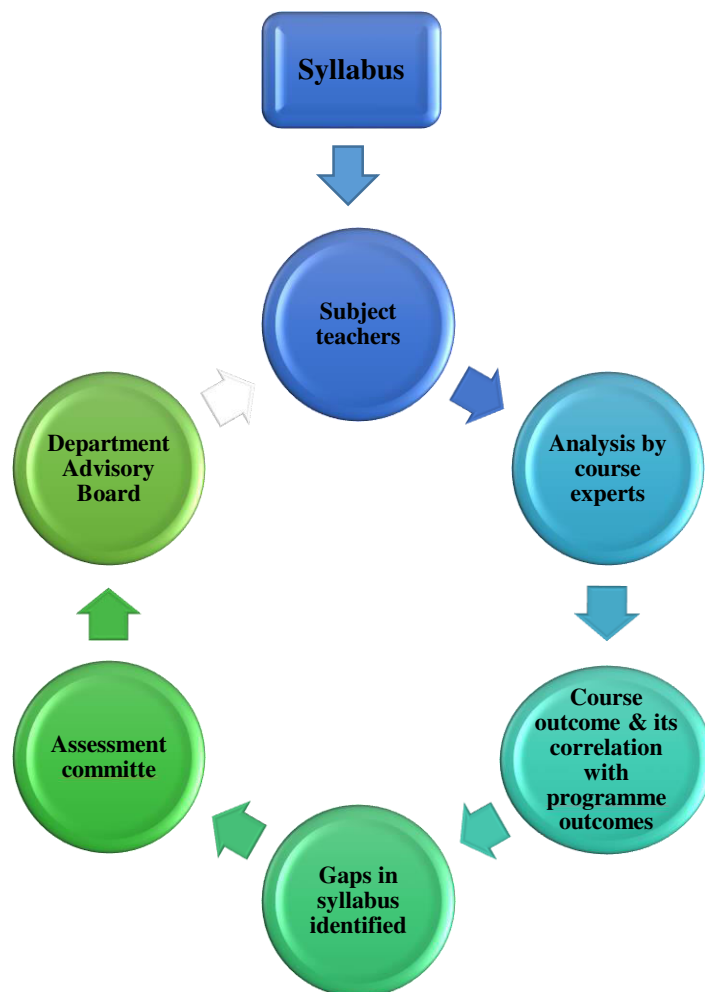 Syllabus
Subject
teachers
Analysis by
course
experts
Course
outcome & its
correlation
with
programme
outcomes
Gaps in
syllabus
identified
Assessment
committe
Department
Advisory
Board